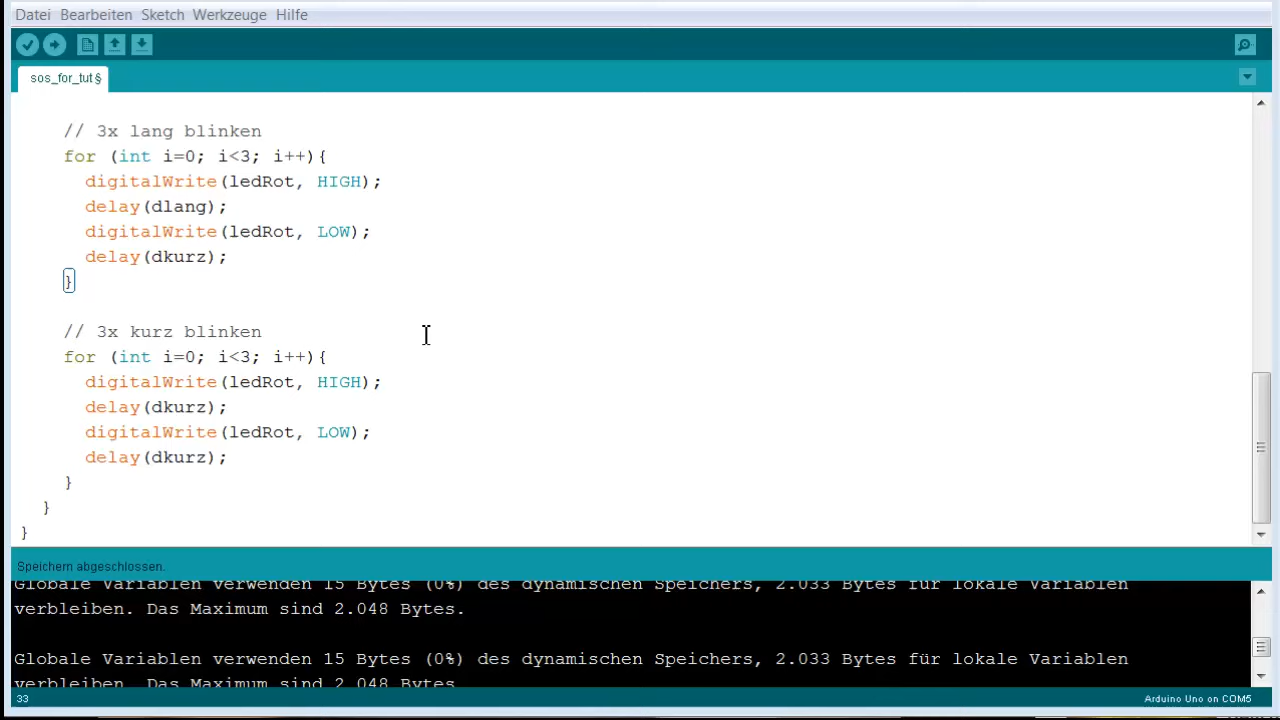 Datei Bearbeiten Sketch Werkzeuge Hilfe
sos_for_tut§
// 3x lang blinken
for (int i=0; i<3; i++){
digitalWrite(ledRot, HIGH);
delay(dlang);
digitalWrite(ledRot, LOW);
delay(dkurz);
}
// 3x kurz blinken
for (int i=0; i<3; i++){
digitalWrite(ledRot, HIGH);
delay(dkurz);
digitalWrite(ledRot, LOW);
delay(dkurz);
}
}
}
Speichern abgeschlossen.
Globale Variablen verwenden 15 Bytes (0%) des dynamischen Speichers, 2.033 Bytes für lokale Variablen
verbleiben. Das Maximum sind 2.048 Bytes.
Globale Variablen verwenden 15 Bytes (0%) des dynamischen Speichers, 2.033 Bytes für lokale Variablen
verbleiben. Das Maximum sind 2.048 Bytes
33
Arduino Uno on COM5